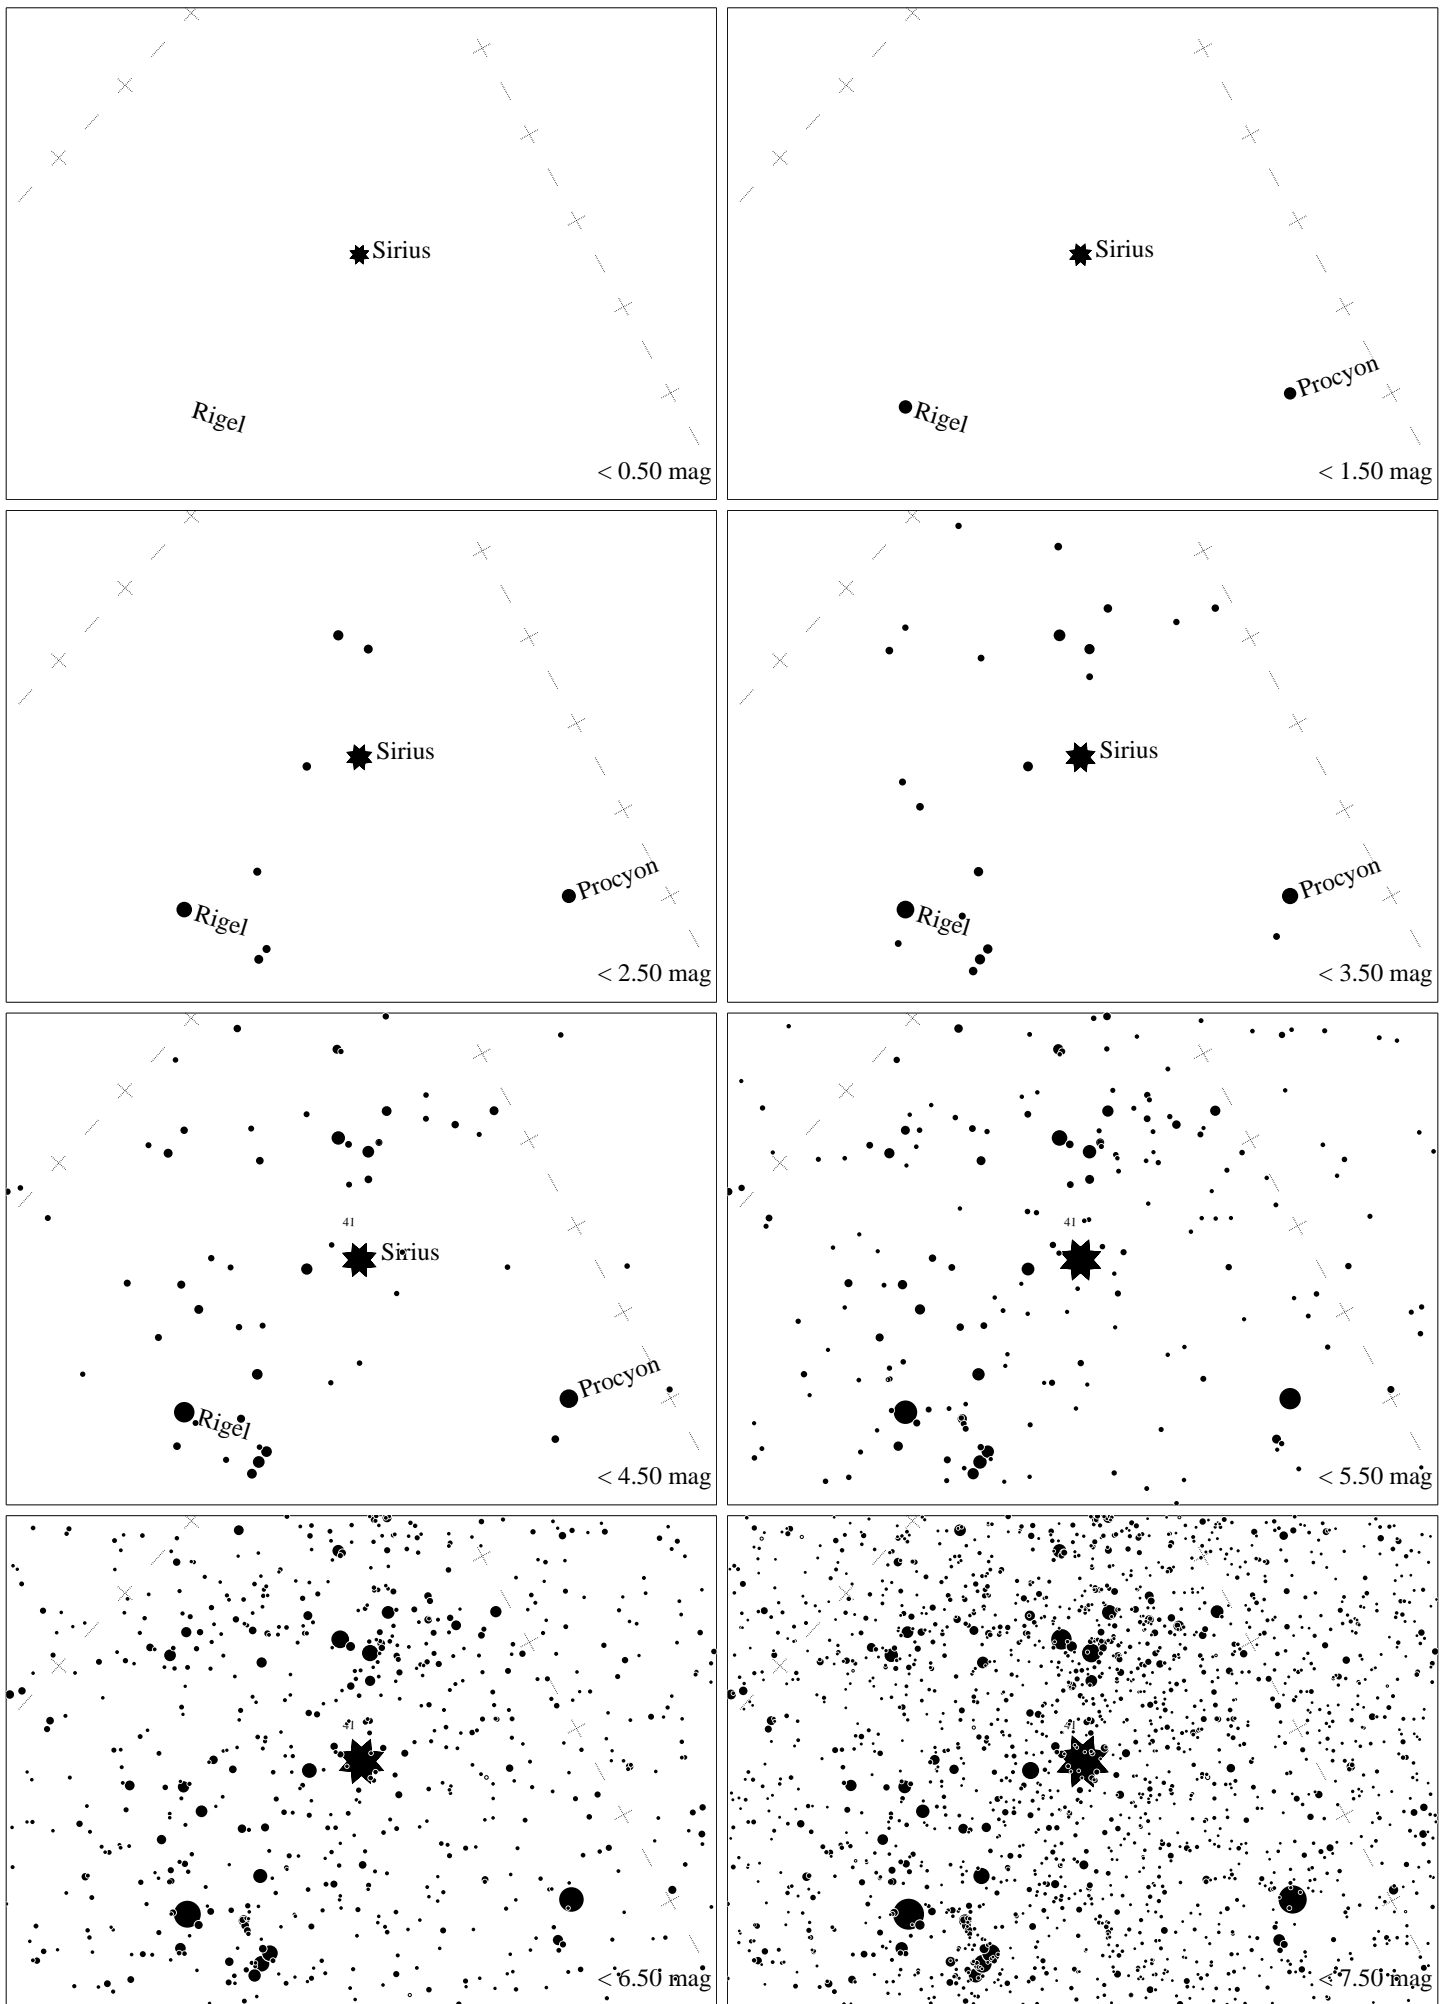 Sirius
Rigel
< 0.50 mag
Sirius
Procyon
Rigel
< 1.50 mag
Sirius
Procyon
Rigel
< 2.50 mag
Sirius
Procyon
Rigel
< 3.50 mag
41
Sirius
Procyon
Rigel
< 4.50 mag
41
< 5.50 mag
41
< 6.50 mag
41
< 7.50 mag